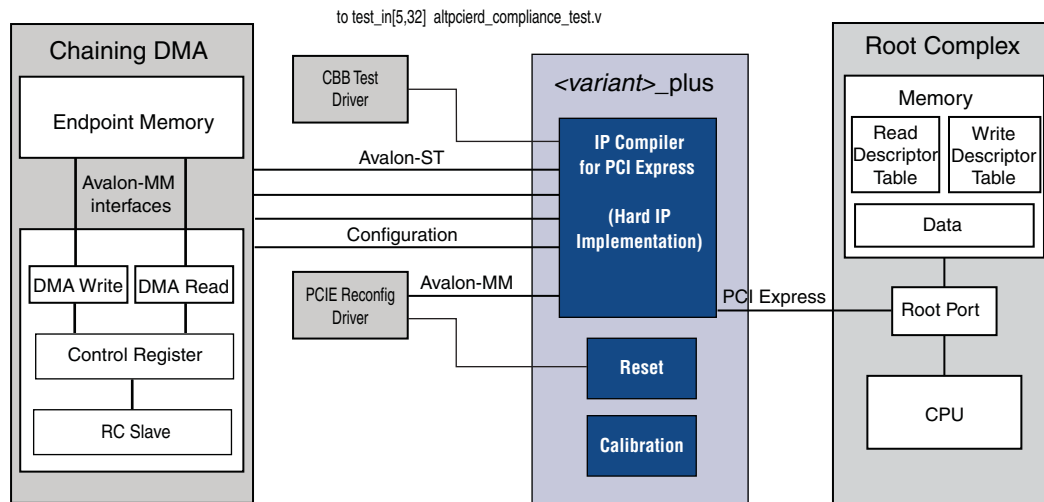 to test_in[5,32] altpcierd_compliance_test.v
Chaining DMA
Endpoint Memory
Avalon-MM
interfaces
DMA Write
DMA Read
Control Register
RC Slave
CBB Test
Driver
Avalon-ST
Configuration
PCIE Reconfig
Driver
Avalon-MM
<variant>_plus
IP Compiler
for PCI Express
(Hard IP
Implementation)
Reset
Calibration
PCI Express
Root Complex
Memory
Read
Descriptor
Table
Write
Descriptor
Table
Data
Root Port
CPU